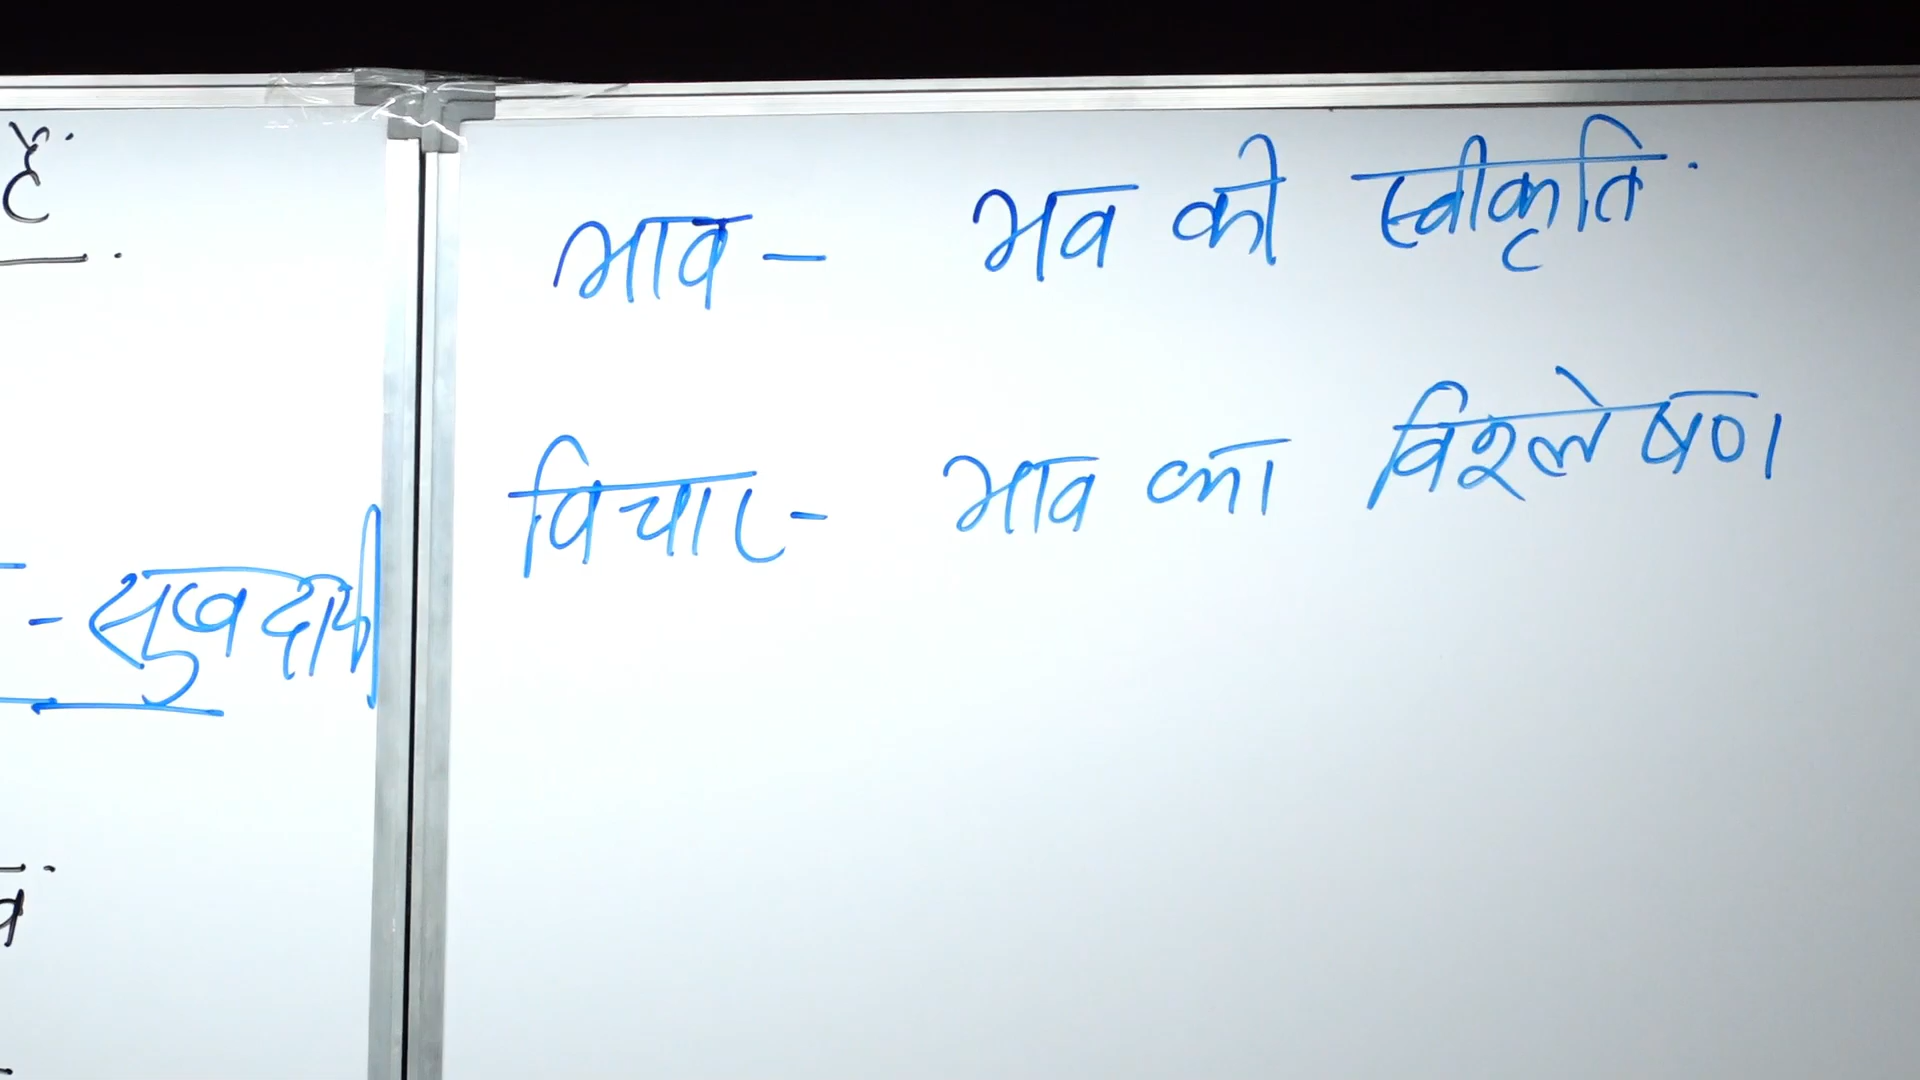 हैं
- सुखदायी
भाव - भव की स्वीकृति.
विचार - भाव का विश्लेषण